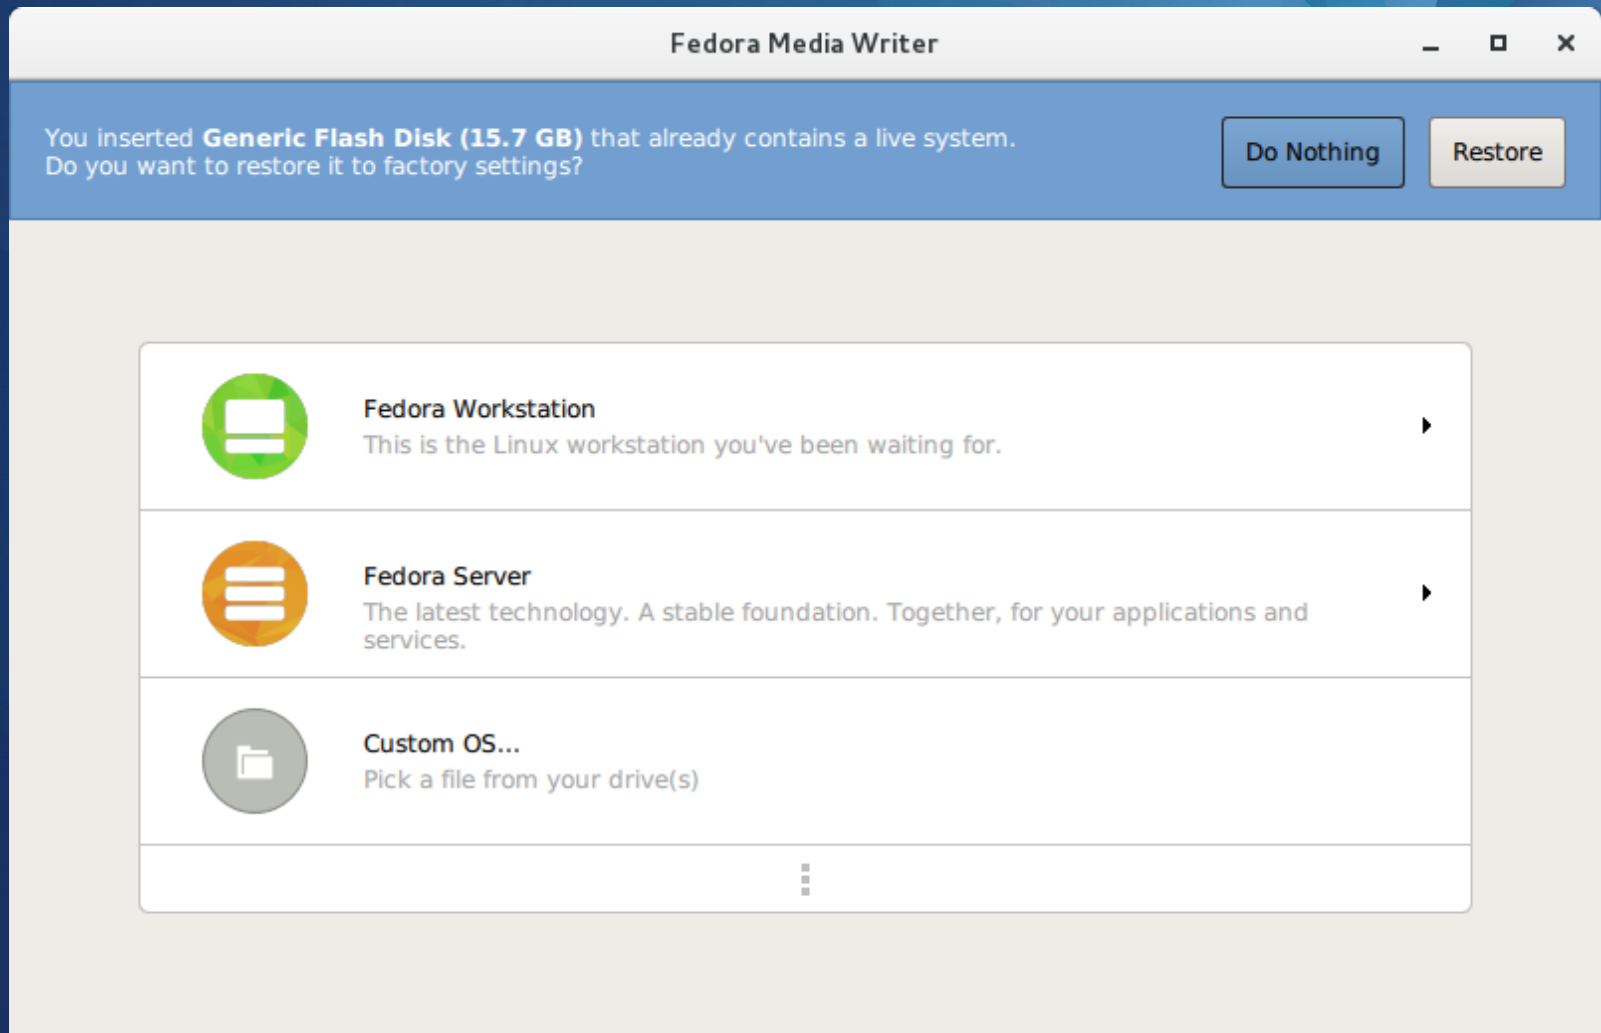 Fedora Media Writer
You inserted Generic Flash Disk (15.7 GB) that already contains a live system.
Do you want to restore it to factory settings?
Do Nothing
Restore
Fedora Workstation
This is the Linux workstation you've been waiting for.
Fedora Server
The latest technology. A stable foundation. Together, for your applications and
services.
Custom OS...
Pick a file from your drive(s)